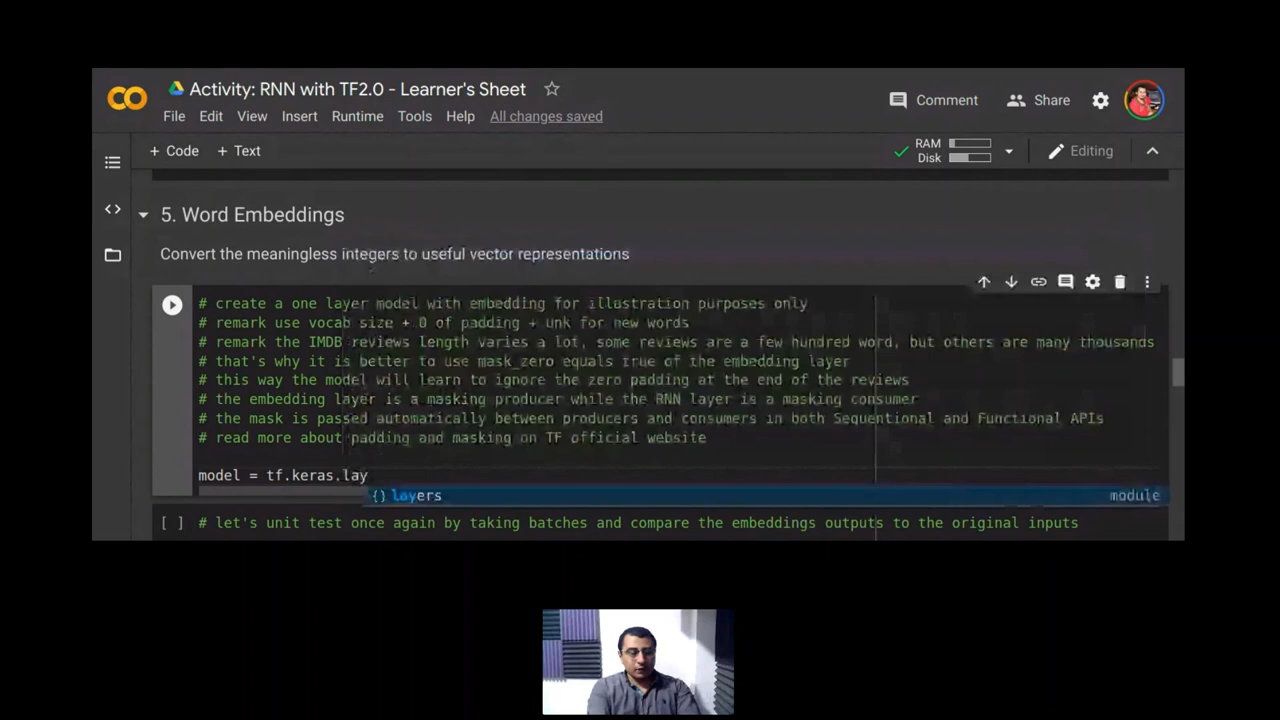 Activity: RNN with TF2.0 - Learner's Sheet
Comment
Share
File Edit View Insert Runtime Tools Help All changes saved
+ Code + Text
RAM
Disk
Editing
5. Word Embeddings
Convert the meaningless integers to useful vector representations
# create a one layer model with embedding for illustration purposes only
# remark use vocab size + 0 of padding + unk for new words
# remark the IMDB reviews length varies a lot, some reviews are a few hundred word, but others are many thousands
# that's why it is better to use mask_zero equals true of the embedding layer
# this way the model will learn to ignore the zero padding at the end of the reviews
# the embedding layer is a masking producer while the RNN layer is a masking consumer
# the mask is passed automatically between producers and consumers in both Sequentional and Functional APIs
# read more about padding and masking on TF official website
model = tf.keras.lay
{} layers module
[ ] # let's unit test once again by taking batches and compare the embeddings outputs to the original inputs